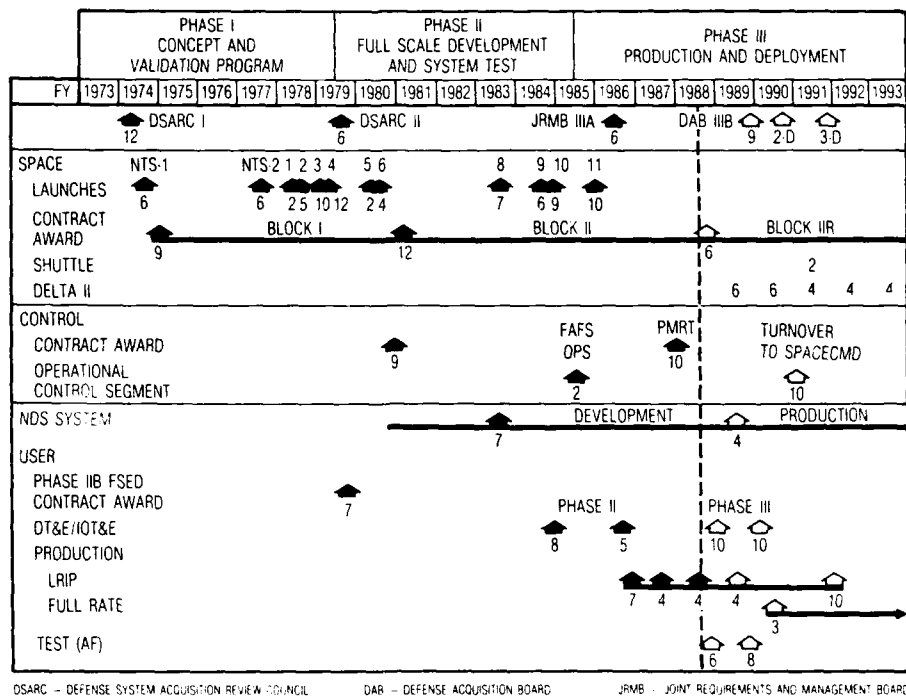 PHASE I
CONCEPT AND
VALIDATION PROGRAM
PHASE II
FULL SCALE DEVELOPMENT
AND SYSTEM TEST
PHASE III
PRODUCTION AND DEPLOYMENT
FY 1973 1974 1975 1976 1977 1978 1979 1980 1981 1982 1983 1984 1985 1986 1987 1988 1989 1990 1991 1992 1993
DSARC I DSARC II JRMB IIIA DAB IIIB
12 6 6 9 2-D 3-D
SPACE NTS-1 NTS-2 1 2 3 4 5 6 8 9 10 11
LAUNCHES
6 6 2 5 10 12 2 4 7 6 9 10
CONTRACT
AWARD BLOCK I BLOCK II BLOCK IIR
9 12 6
SHUTTLE 2
DELTA II 6 6 4 4 4
CONTROL FAFS PMRT TURNOVER
CONTRACT AWARD OPS TO SPACECMD
9 10
OPERATIONAL
CONTROL SEGMENT
2 10
NDS SYSTEM DEVELOPMENT PRODUCTION
7 4
USER
PHASE IIB FSED
CONTRACT AWARD
7
PHASE II PHASE III
DT&E/IOT&E
8 5 10 10
PRODUCTION
LRIP
7 4 4 4 10
FULL RATE
3
TEST (AF)
6 8
DSARC - DEFENSE SYSTEM ACQUISITION REVIEW COUNCIL DAB - DEFENSE ACQUISITION BOARD JRMB - JOINT REQUIREMENTS AND MANAGEMENT BOARD